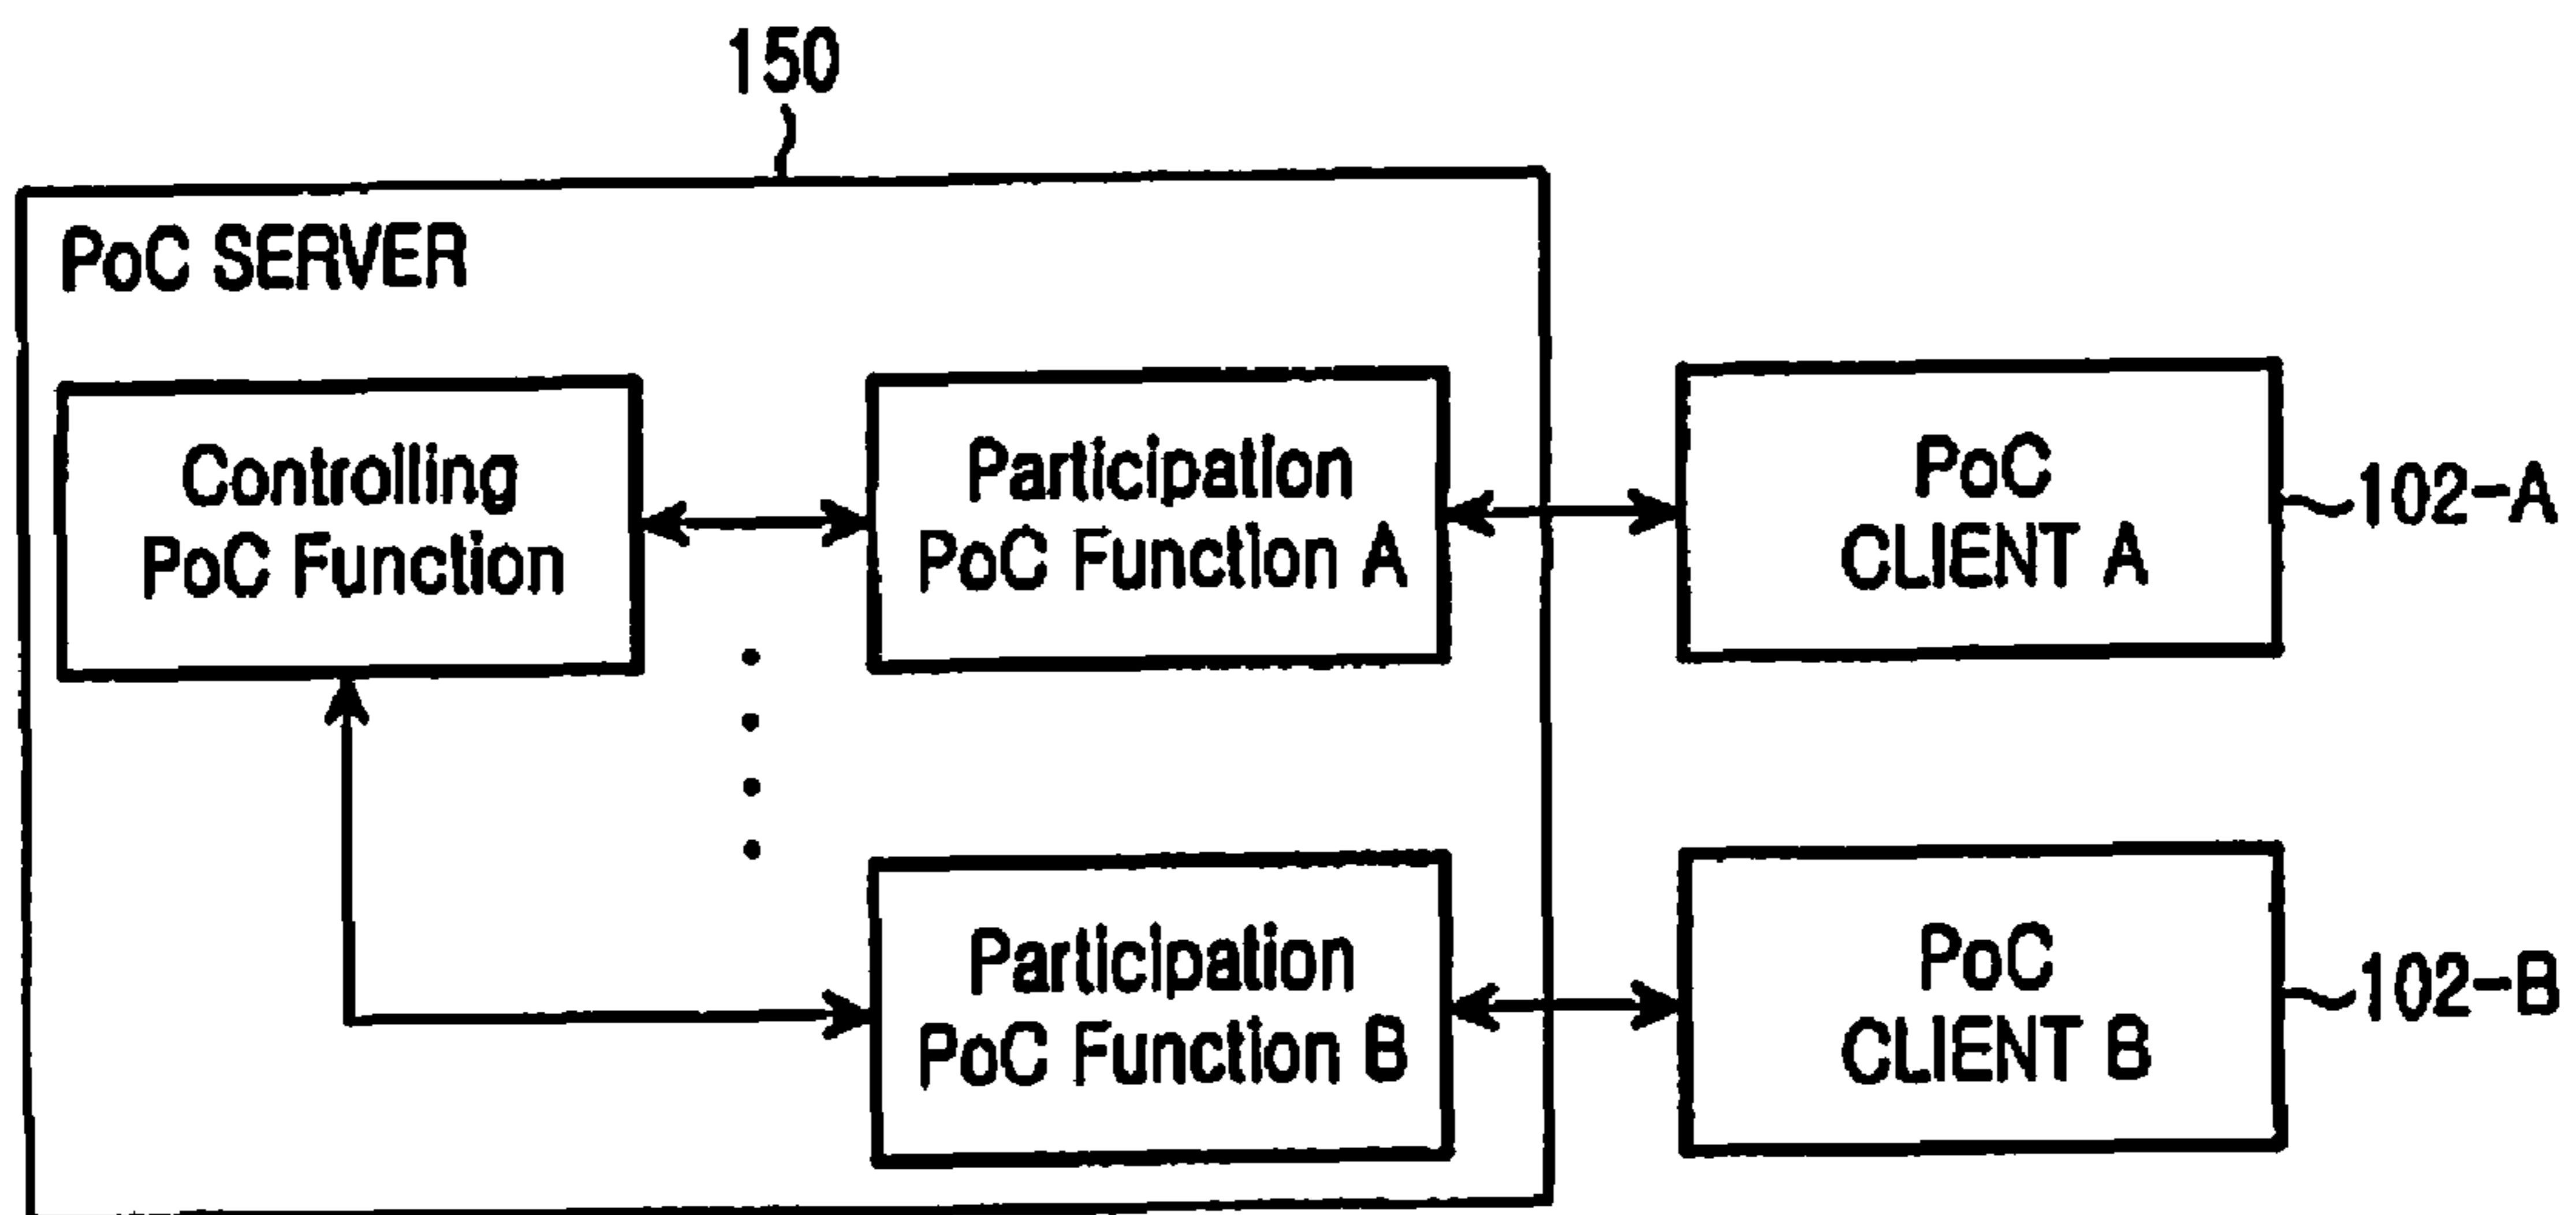 150
PoC SERVER
Controlling
PoC Function
Participation
PoC Function A
PoC
CLIENT A
102-A
Participation
PoC Function B
PoC
CLIENT B
102-B